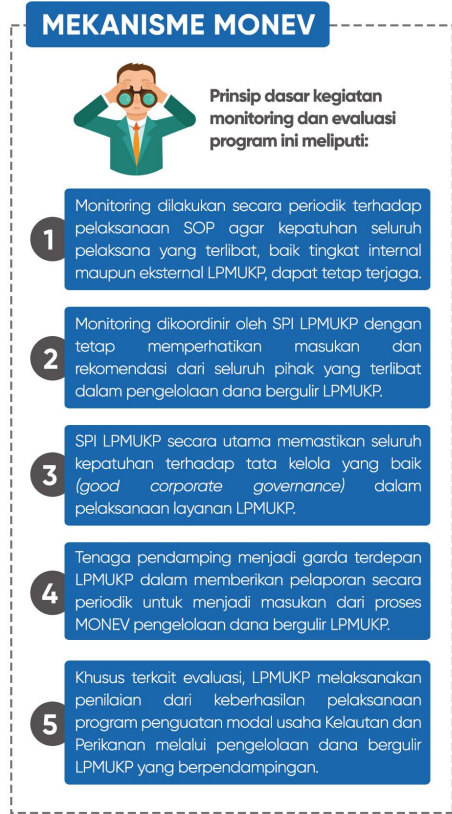 MEKANISME MONEV
Prinsip dasar kegiatan
monitoring dan evaluasi
program ini meliputi:
1
Monitoring dilakukan secara periodik terhadap
pelaksanaan SOP agar kepatuhan seluruh
pelaksana yang terlibat, baik tingkat internal
maupun eksternal LPMUKP, dapat tetap terjaga.
2
Monitoring dikoordinir oleh SPI LPMUKP dengan
tetap memperhatikan masukan dan
rekomendasi dari seluruh pihak yang terlibat
dalam pengelolaan dana bergulir LPMUKP.
3
SPI LPMUKP secara utama memastikan seluruh
kepatuhan terhadap tata kelola yang baik
(good corporate governance) dalam
pelaksanaan layanan LPMUKP.
4
Tenaga pendamping menjadi garda terdepan
LPMUKP dalam memberikan pelaporan secara
periodik untuk menjadi masukan dari proses
MONEV pengelolaan dana bergulir LPMUKP.
5
Khusus terkait evaluasi, LPMUKP melaksanakan
penilaian dari keberhasilan pelaksanaan
program penguatan modal usaha Kelautan dan
Perikanan melalui pengelolaan dana bergulir
LPMUKP yang berpendampingan.